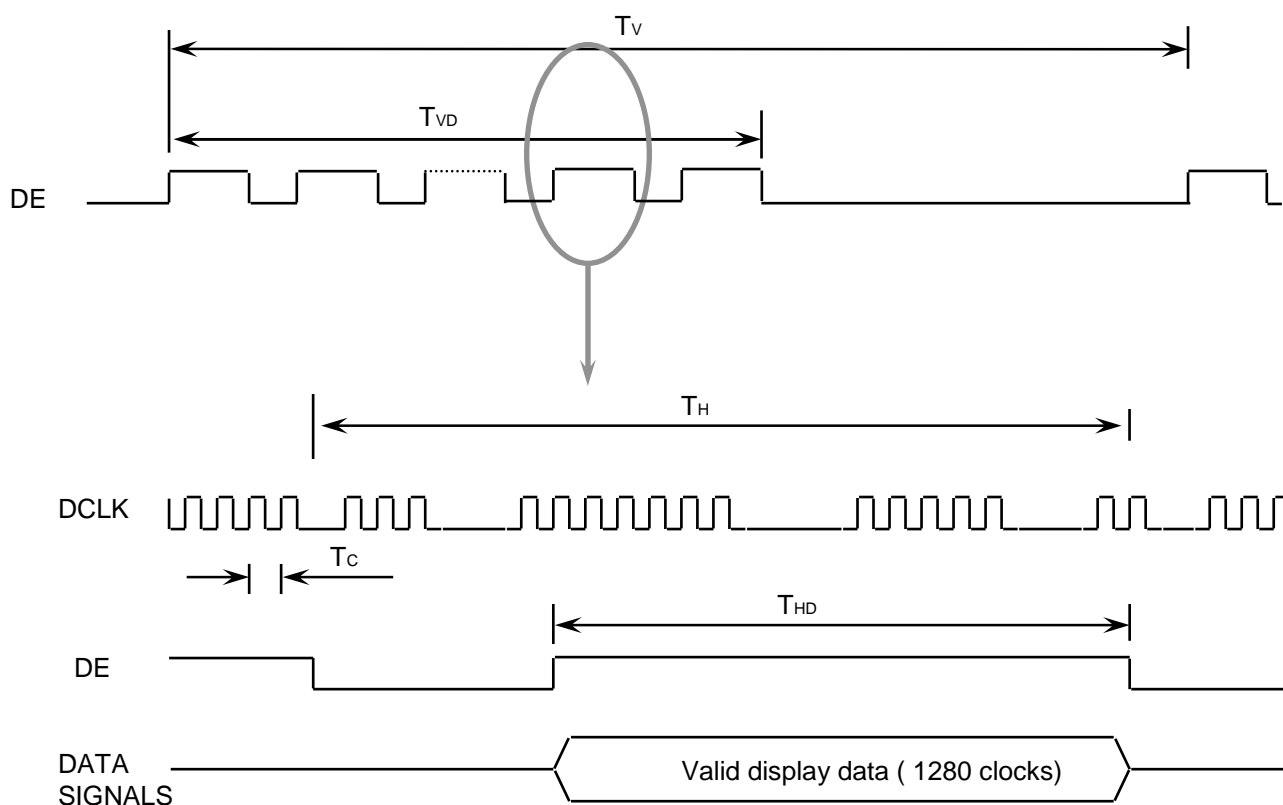 TV
TVD
DE
TH
DCLK
TC
THD
DE
DATA
SIGNALS
Valid display data ( 1280 clocks)